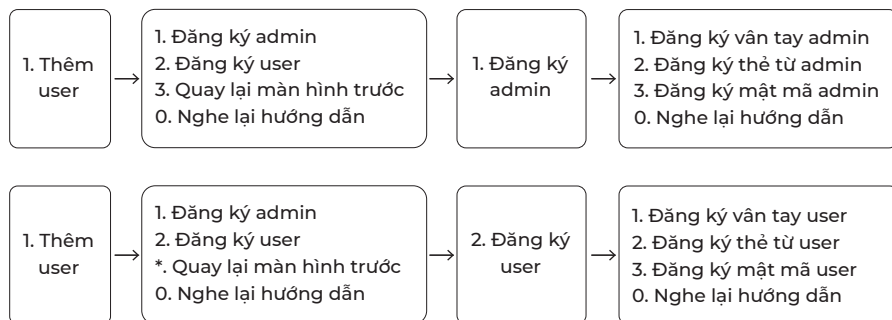 1. Thêm
user
1. Đăng ký admin
2. Đăng ký user
3. Quay lại màn hình trước
0. Nghe lại hướng dẫn
1. Đăng ký
admin
1. Đăng ký vân tay admin
2. Đăng ký thẻ từ admin
3. Đăng ký mật mã admin
0. Nghe lại hướng dẫn
1. Thêm
user
1. Đăng ký admin
2. Đăng ký user
*. Quay lại màn hình trước
0. Nghe lại hướng dẫn
2. Đăng ký
user
1. Đăng ký vân tay user
2. Đăng ký thẻ từ user
3. Đăng ký mật mã user
0. Nghe lại hướng dẫn